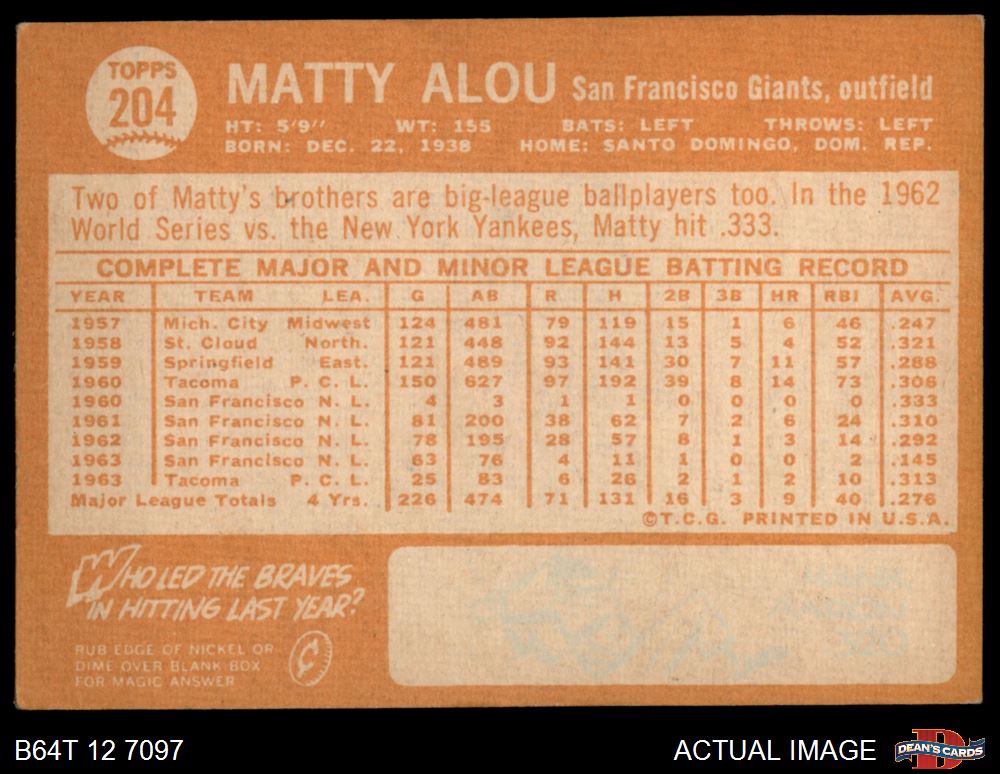 TOPPS
204
MATTY ALOU San Francisco Giants, outfield
HT: 5'9" WT: 155 BATS: LEFT THROWS: LEFT
BORN: DEC. 22, 1938 HOME: SANTO DOMINGO, DOM. REP.
Two of Matty's brothers are big-league ballplayers too. In the 1962
World Series vs. the New York Yankees, Matty hit .333.
COMPLETE MAJOR AND MINOR LEAGUE BATTING RECORD
YEAR TEAM LEA. G AB R H 2B 3B HR RBI AVG.
1957 Mich. City Midwest 124 481 79 119 15 1 6 46 .247
1958 St. Cloud North. 121 448 92 144 13 5 4 52 .321
1959 Springfield East. 121 489 93 141 30 7 11 57 .288
1960 Tacoma P. C. L. 150 627 97 192 39 8 14 73 .306
1960 San Francisco N. L. 4 3 1 1 0 0 0 0 .333
1961 San Francisco N. L. 81 200 38 62 7 2 6 24 .310
1962 San Francisco N. L. 78 195 28 57 8 1 3 14 .292
1963 San Francisco N. L. 63 76 4 11 1 0 0 2 .145
1963 Tacoma P. C. L. 25 83 6 26 2 1 2 10 .313
Major League Totals 4 Yrs. 226 474 71 131 16 3 9 40 .276
©T.C.G. PRINTED IN U.S.A.
WHO LED THE BRAVES
IN HITTING LAST YEAR?
RUB EDGE OF NICKEL OR
DIME OVER BLANK BOX
FOR MAGIC ANSWER
HANK
AARON
.320
B64T 12 7097
ACTUAL IMAGE
DEAN'S CARDS